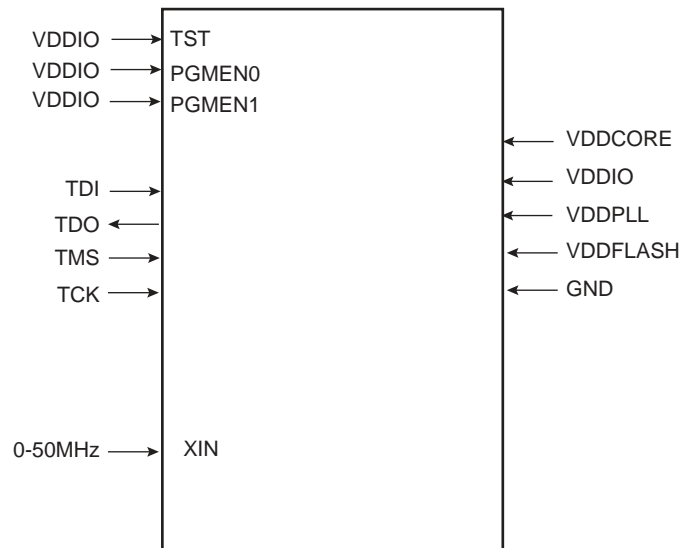 VDDIO TST
VDDIO PGMEN0
VDDIO PGMEN1
VDDCORE
VDDIO
TDI
VDDPLL
TDO
VDDFLASH
TMS
GND
TCK
0-50MHz XIN